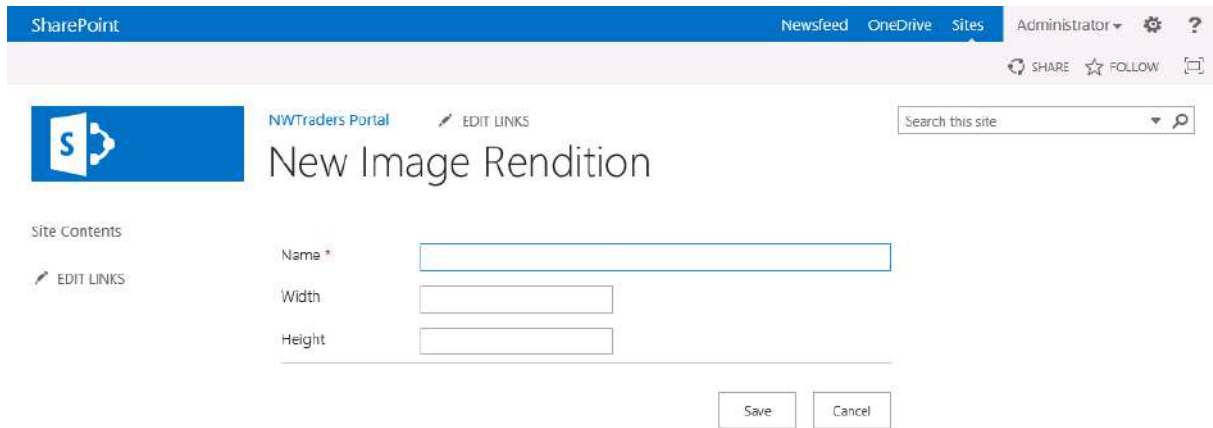 SharePoint Newsfeed OneDrive Sites Administrator ?
SHARE FOLLOW
S
NWTraders Portal EDIT LINKS Search this site
New Image Rendition
Site Contents
EDIT LINKS
Name *
Width
Height
Save Cancel